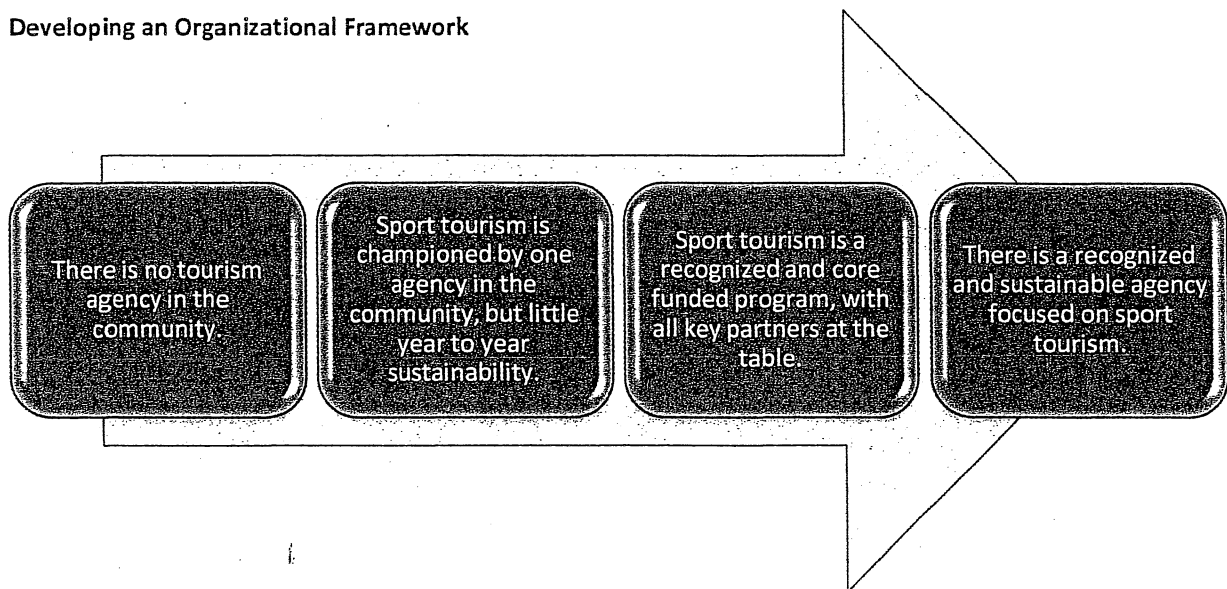 Developing an Organizational Framework
There is no tourism
agency in the
community.
Sport tourism is
championed by one
agency in the
community, but little
year to year
sustainability.
Sport tourism is a
recognized and core
funded program, with
all key partners at the
table.
There is a recognized
and sustainable agency
focused on sport
tourism.